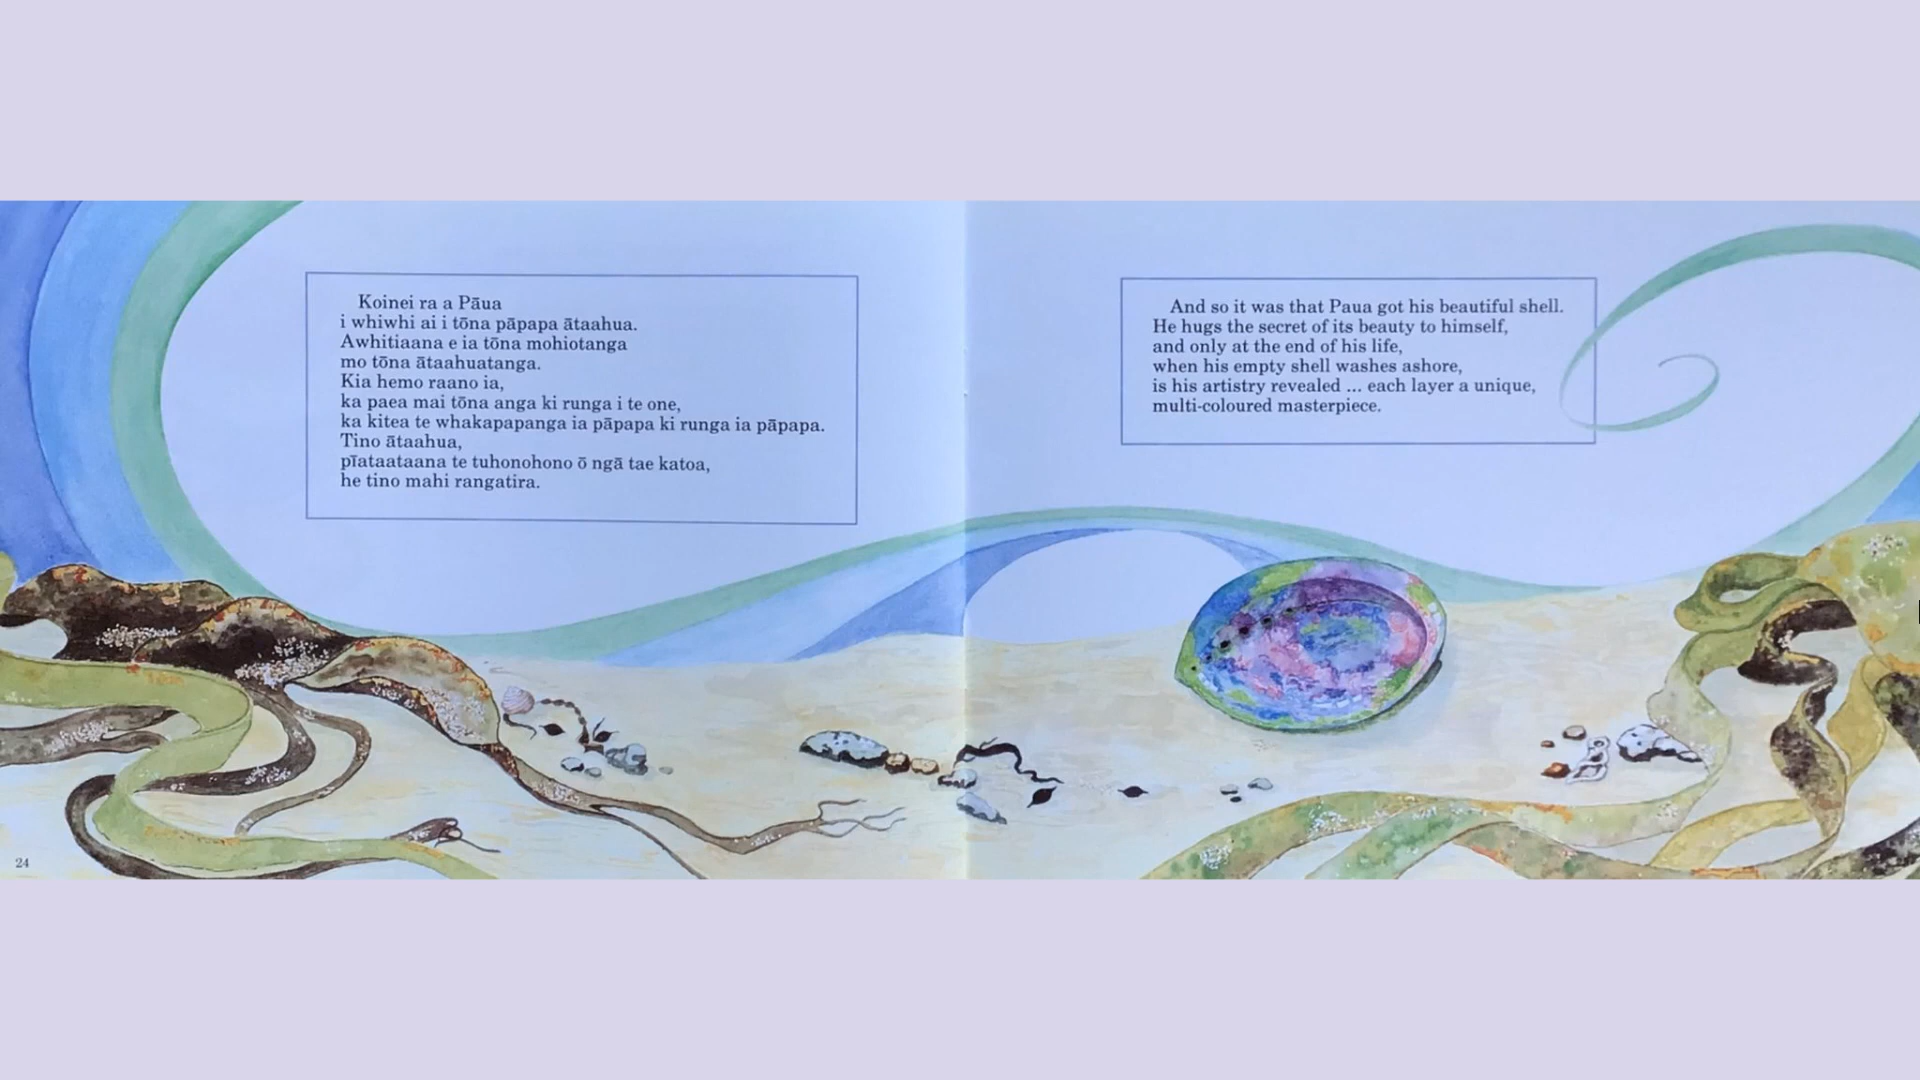 Koinei ra a Pāua
i whiwhi ai i tōna pāpapa ātaahua.
Awhitiaana e ia tōna mohiotanga
mo tōna ātaahuatanga.
Kia hemo raano ia,
ka paea mai tōna anga ki runga i te one,
ka kitea te whakapapanga ia pāpapa ki runga ia pāpapa.
Tino ātaahua,
pīataataana te tuhonohono ō ngā tae katoa,
he tino mahi rangatira.
And so it was that Paua got his beautiful shell.
He hugs the secret of its beauty to himself,
and only at the end of his life,
when his empty shell washes ashore,
is his artistry revealed ... each layer a unique,
multi-coloured masterpiece.
24